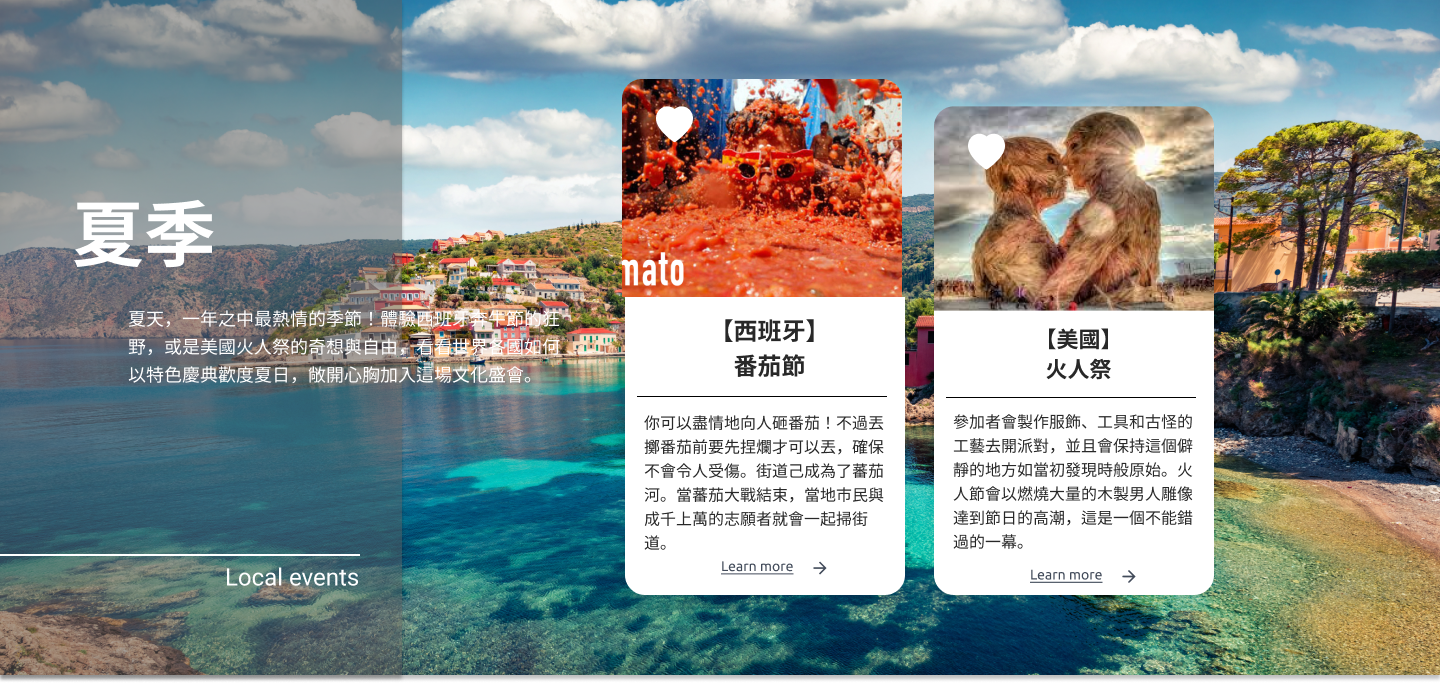 夏季
夏天，一年之中最熱情的季節！體驗西班牙奔牛節的狂
野，或是美國火人祭的奇想與自由，看看世界各國如何
以特色慶典歡度夏日，敞開心胸加入這場文化盛會。
Local events
mato
【西班牙】
番茄節
你可以盡情地向人砸番茄！不過丟
擲番茄前要先捏爛才可以丟，確保
不會令人受傷。街道己成為了蕃茄
河。當蕃茄大戰結束，當地市民與
成千上萬的志願者就會一起掃街
道。
Learn more
【美國】
火人祭
參加者會製作服飾、工具和古怪的
工藝去開派對，並且會保持這個僻
靜的地方如當初發現時般原始。火
人節會以燃燒大量的木製男人雕像
達到節日的高潮，這是一個不能錯
過的一幕。
Learn more